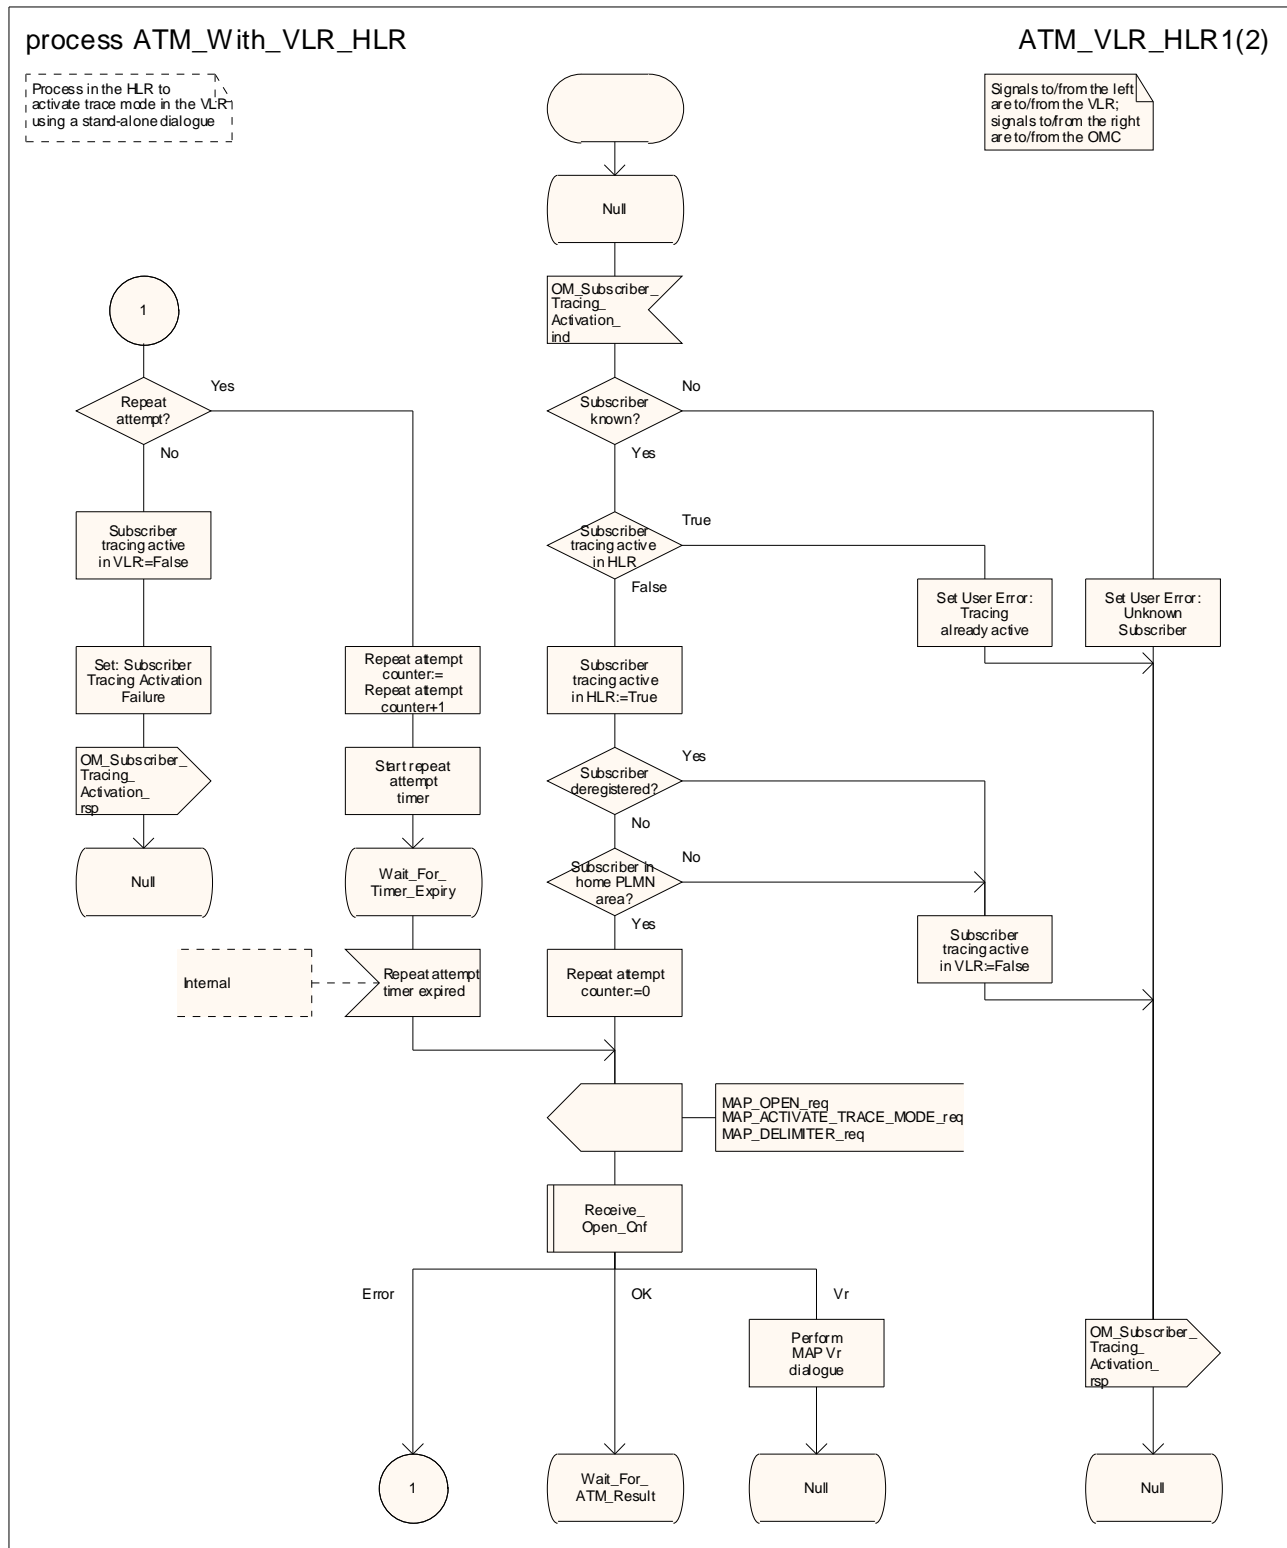 process ATM_With_VLR_HLR
ATM_VLR_HLR1(2)
Process in the HLR to
activate trace mode in the VLR
using a stand-alone dialogue
Signals to/from the left
are to/from the VLR;
signals to/from the right
are to/from the OMC
Null
OM_Subscriber_
Tracing_
Activation_
ind
1
Repeat
attempt?
Yes
No
Subscriber
known?
No
Yes
Subscriber
tracing active
in VLR:=False
Subscriber
tracing active
in HLR
True
False
Set User Error:
Tracing
already active
Set User Error:
Unknown
Subscriber
Set: Subscriber
Tracing Activation
Failure
Repeat attempt
counter:=
Repeat attempt
counter+1
Subscriber
tracing active
in HLR:=True
OM_Subscriber_
Tracing_
Activation_
rsp
Start repeat
attempt
timer
Subscriber
deregistered?
Yes
No
Null
Wait_For_
Timer_Expiry
Subscriber in
home PLMN
area?
No
Yes
Subscriber
tracing active
in VLR:=False
Internal
Repeat attempt
timer expired
Repeat attempt
counter:=0
MAP_OPEN_req
MAP_ACTIVATE_TRACE_MODE_req
MAP_DELIMITER_req
Receive_
Open_Cnf
Error
OK
Vr
Perform
MAP Vr
dialogue
OM_Subscriber_
Tracing_
Activation_
rsp
1
Wait_For_
ATM_Result
Null
Null